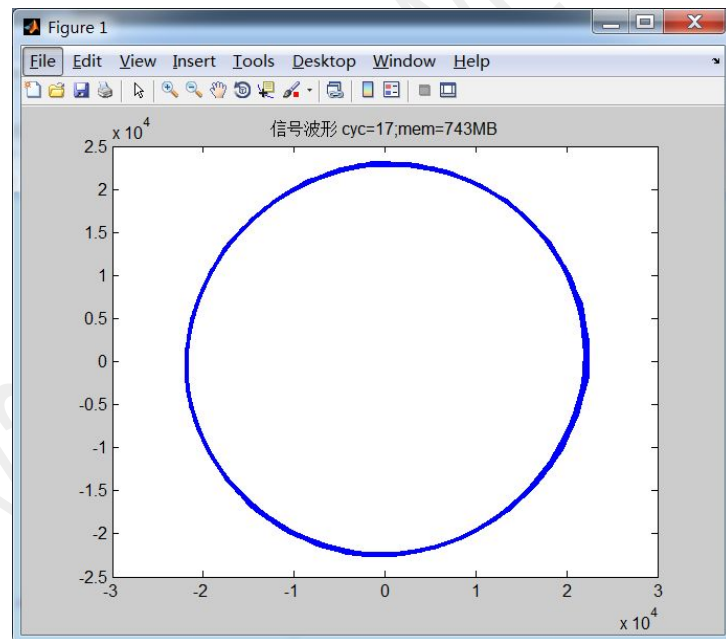 Figure 1
File Edit View Insert Tools Desktop Window Help
x 10^4
信号波形 cyc=17;mem=743MB
2.5
2
1.5
1
0.5
0
-0.5
-1
-1.5
-2
-2.5
-3 -2 -1 0 1 2 3
x 10^4